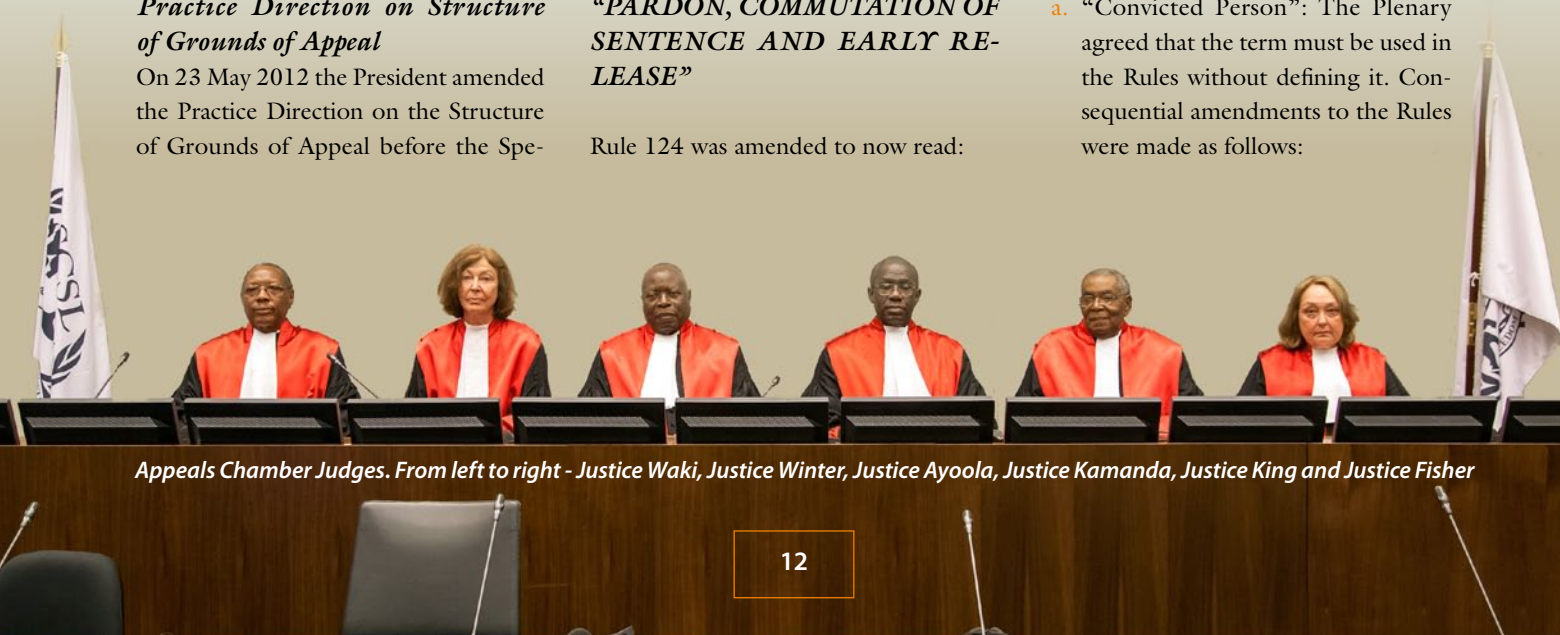 Practice Direction on Structure
of Grounds of Appeal
On 23 May 2012 the President amended
the Practice Direction on the Structure
of Grounds of Appeal before the Spe-
“PARDON, COMMUTATION OF
SENTENCE AND EARLY RE-
LEASE”
Rule 124 was amended to now read:
a. “Convicted Person”: The Plenary
agreed that the term must be used in
the Rules without defining it. Con-
sequential amendments to the Rules
were made as follows:
SCSL
Appeals Chamber Judges. From left to right - Justice Waki, Justice Winter, Justice Ayoola, Justice Kamanda, Justice King and Justice Fisher
12